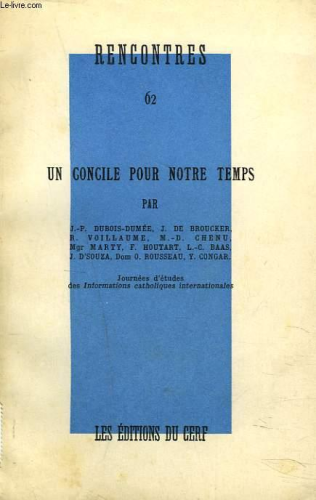 Le-livre.com
RENCONTRES
62
UN CONCILE POUR NOTRE TEMPS
PAR
J.-P. DUBOIS-DUMÉE, J. DE BROUCKER,
R. VOILLAUME, M.-D. CHENU,
Mgr MARTY, F. HOUTART, L.-C. BAAS,
J. D'SOUZA, Dom O. ROUSSEAU, Y. CONGAR.
Journées d'études
des Informations catholiques internationales
LES ÉDITIONS DU CERF